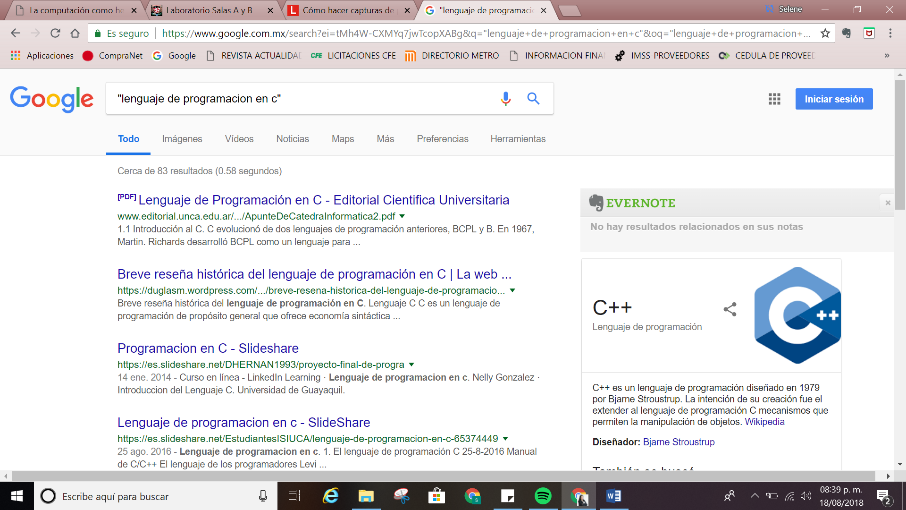 La computación como he
Laboratorio Salas A y B
Cómo hacer capturas de
"lenguaje de programació
Selene
Es seguro
https://www.google.com.mx/search?ei=tMh4W-CXMYq7jwTcopXABg&q="lenguaje+de+programacion+en+c"&oq="lenguaje+de+programacion+...
Aplicaciones
CompraNet
Google
REVISTA ACTUALIDAD
CFE LICITACIONES CFE
DIRECTORIO METRO
INFORMACION FINAN
IMSS PROVEEDORES
CEDULA DE PROVEE
Google
"lenguaje de programacion en c"
Iniciar sesión
Todo
Imágenes
Vídeos
Noticias
Maps
Más
Preferencias
Herramientas
Cerca de 83 resultados (0.58 segundos)
[PDF] Lenguaje de Programación en C - Editorial Científica Universitaria
www.editorial.unca.edu.ar/.../ApunteDeCatedraInformatica2.pdf
1.1 Introducción al C. C evolucionó de dos lenguajes de programación anteriores, BCPL y B. En 1967,
Martin. Richards desarrolló BCPL como un lenguaje para ...
Breve reseña histórica del lenguaje de programación en C | La web ...
https://duglasm.wordpress.com/.../breve-resena-historica-del-lenguaje-de-programacio...
Breve reseña histórica del lenguaje de programación en C. Lenguaje C C es un lenguaje de
programación de propósito general que ofrece economía sintáctica ...
Programacion en C - Slideshare
https://es.slideshare.net/DHERNAN1993/proyecto-final-de-progra
14 ene. 2014 - Curso en línea - LinkedIn Learning · Lenguaje de programacion en c. Nelly Gonzalez ·
Introduccion del Lenguaje C. Universidad de Guayaquil.
Lenguaje de programacion en c - SlideShare
https://es.slideshare.net/EstudiantesISIUCA/lenguaje-de-programacion-en-c-65374449
25 ago. 2016 - Lenguaje de programacion en c. 1. El lenguaje de programación C 25-8-2016 Manual
de C/C++ El lenguaje de los programadores Levi ...
EVERNOTE
No hay resultados relacionados en sus notas
C++
Lenguaje de programación
C++
C++ es un lenguaje de programación diseñado en 1979
por Bjarne Stroustrup. La intención de su creación fue el
extender al lenguaje de programación C mecanismos que
permiten la manipulación de objetos. Wikipedia
Diseñador: Bjarne Stroustrup
Escribe aquí para buscar
08:39 p. m.
18/08/2018
2